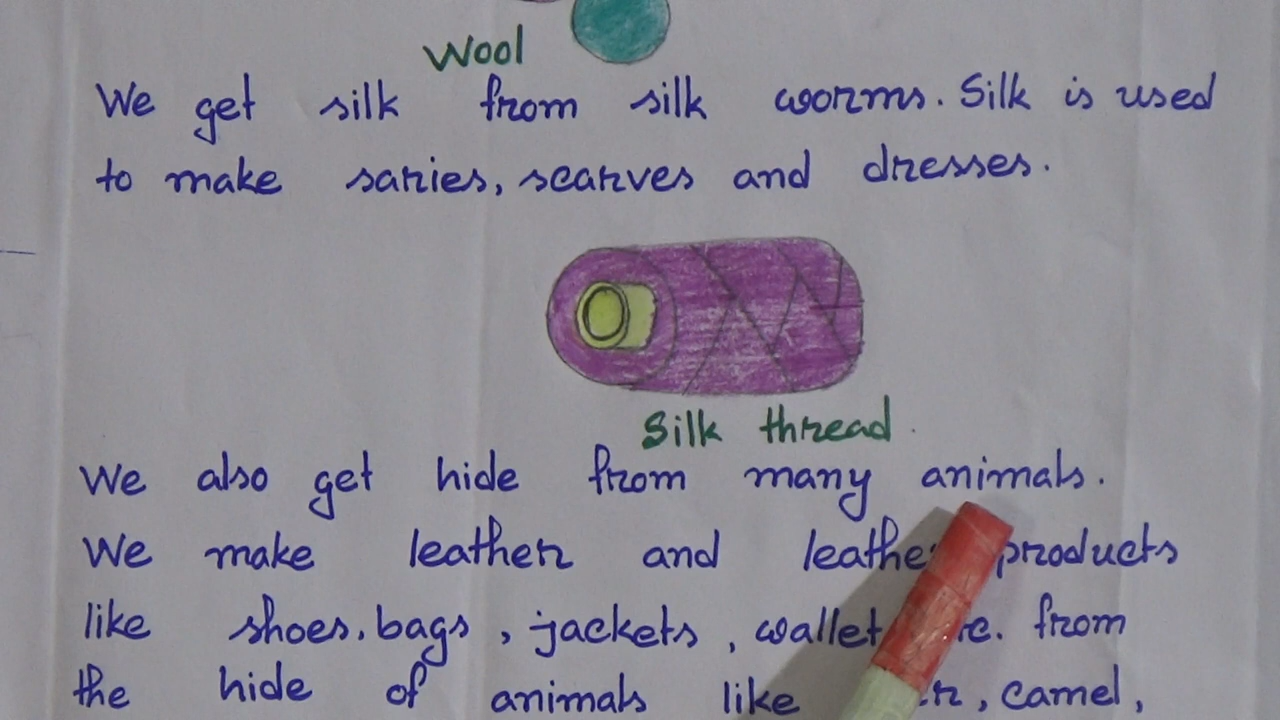 Wool
We get silk from silk worms. Silk is used
to make saries, scarves and dresses.
Silk thread.
We also get hide from many animals.
We make leather and leathe products
like shoes, bags, jackets, wallet c. from
the hide of animals like r, camel,